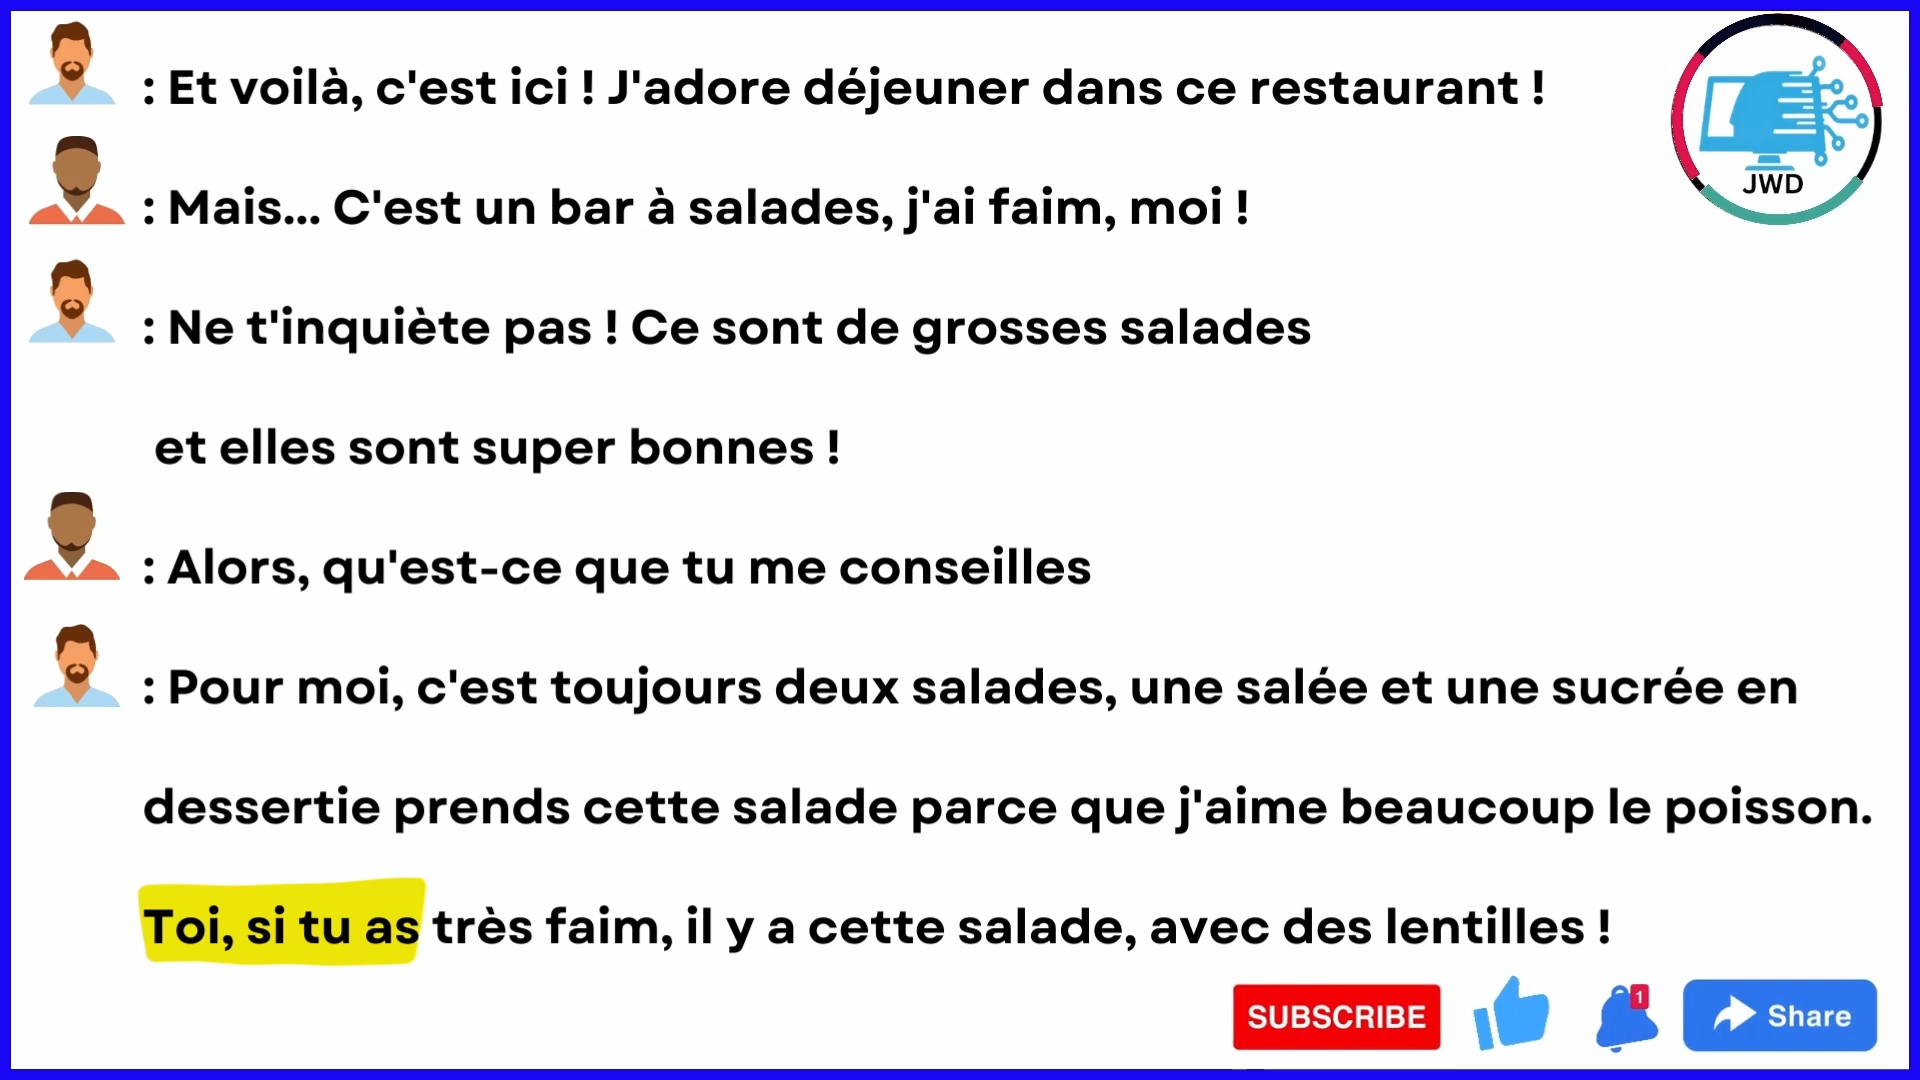 : Et voilà, c'est ici ! J'adore déjeuner dans ce restaurant !
JWD
: Mais... C'est un bar à salades, j'ai faim, moi !
: Ne t'inquiète pas ! Ce sont de grosses salades
et elles sont super bonnes !
: Alors, qu'est-ce que tu me conseilles
: Pour moi, c'est toujours deux salades, une salée et une sucrée en
dessertie prends cette salade parce que j'aime beaucoup le poisson.
Toi, si tu as très faim, il y a cette salade, avec des lentilles !
SUBSCRIBE
1
Share